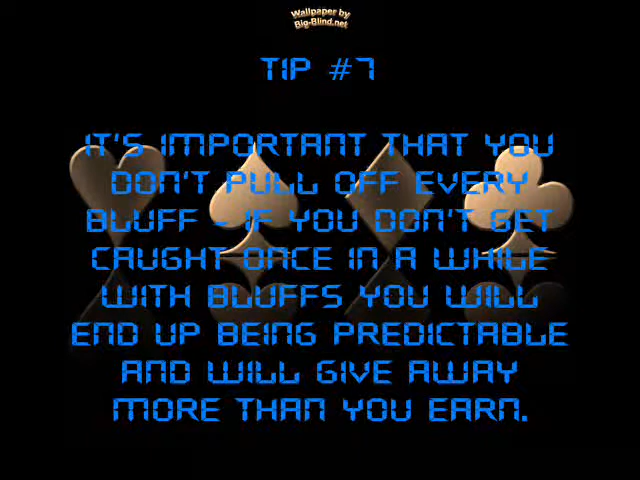 Wallpaper by
Big-Blind.net
TIP #7
IT'S IMPORTANT THAT YOU
DON'T PULL OFF EVERY
BLUFF - IF YOU DON'T GET
CAUGHT ONCE IN A WHILE
WITH BLUFFS YOU WILL
END UP BEING PREDICTABLE
AND WILL GIVE AWAY
MORE THAN YOU EARN.